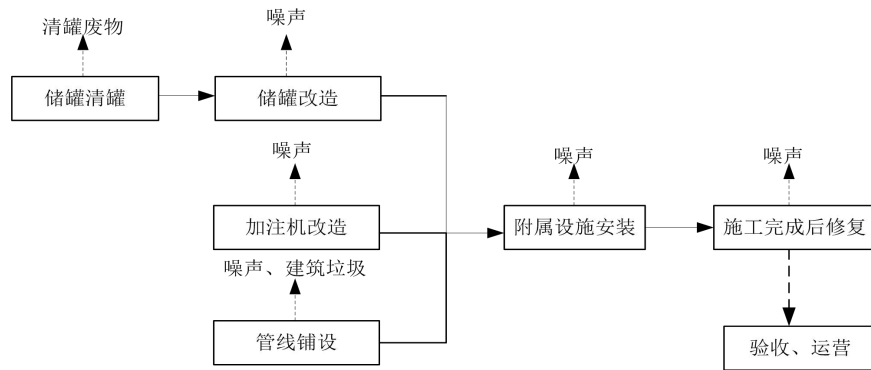 清罐废物
噪声
储罐清罐
储罐改造
噪声
噪声
噪声
加注机改造
附属设施安装
施工完成后修复
噪声、建筑垃圾
管线铺设
验收、运营